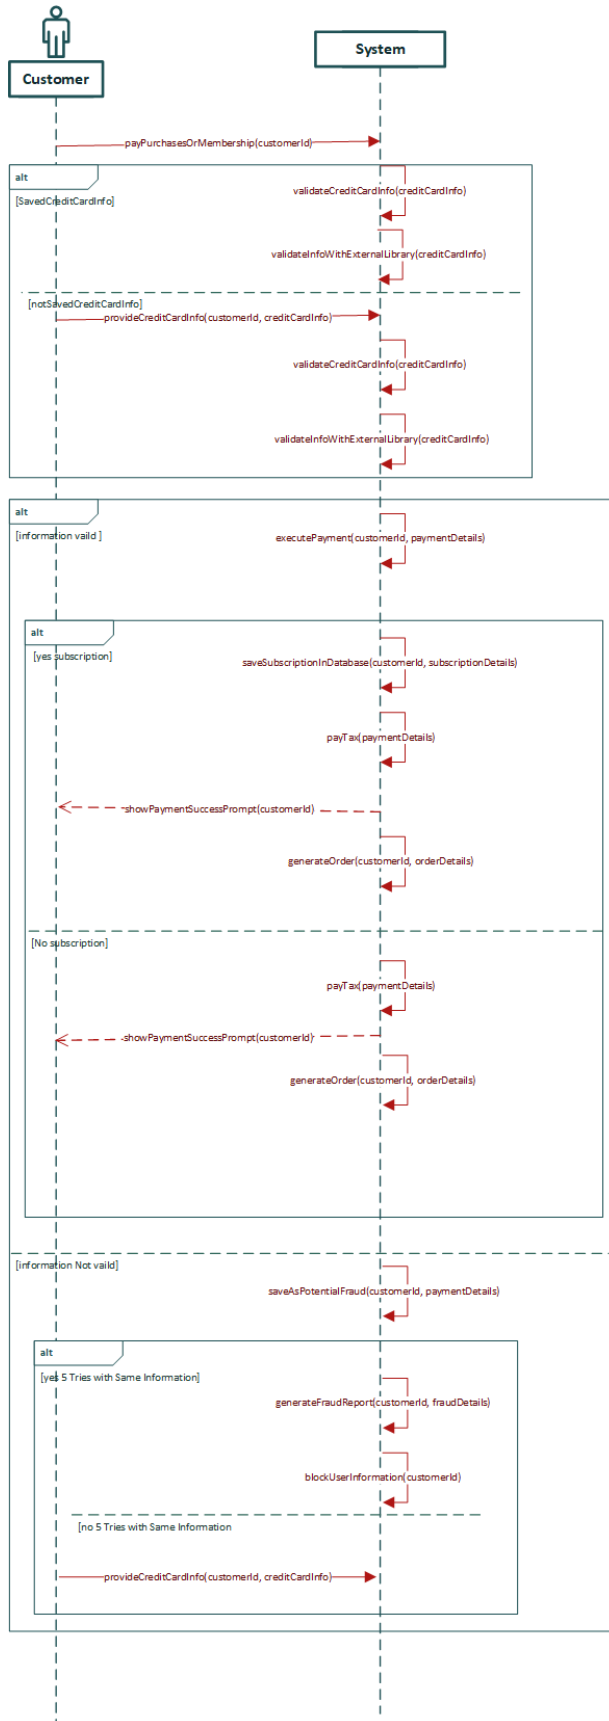 Customer
System
payPurchasesOrMembership(customerId)
alt
[SavedCreditCardInfo]
validateCreditCardInfo(creditCardInfo)
validateInfoWithExternalLibrary(creditCardInfo)
[notSavedCreditCardInfo]
provideCreditCardInfo(customerId, creditCardInfo)
validateCreditCardInfo(creditCardInfo)
validateInfoWithExternalLibrary(creditCardInfo)
alt
[information vaild ]
executePayment(customerId, paymentDetails)
alt
[yes subscription]
saveSubscriptionInDatabase(customerId, subscriptionDetails)
payTax(paymentDetails)
showPaymentSuccessPrompt(customerId)
generateOrder(customerId, orderDetails)
[No subscription]
payTax(paymentDetails)
showPaymentSuccessPrompt(customerId)
generateOrder(customerId, orderDetails)
[information Not vaild]
saveAsPotentialFraud(customerId, paymentDetails)
alt
[yes 5 Tries with Same Information]
generateFraudReport(customerId, fraudDetails)
blockUserInformation(customerId)
[no 5 Tries with Same Information
provideCreditCardInfo(customerId, creditCardInfo)